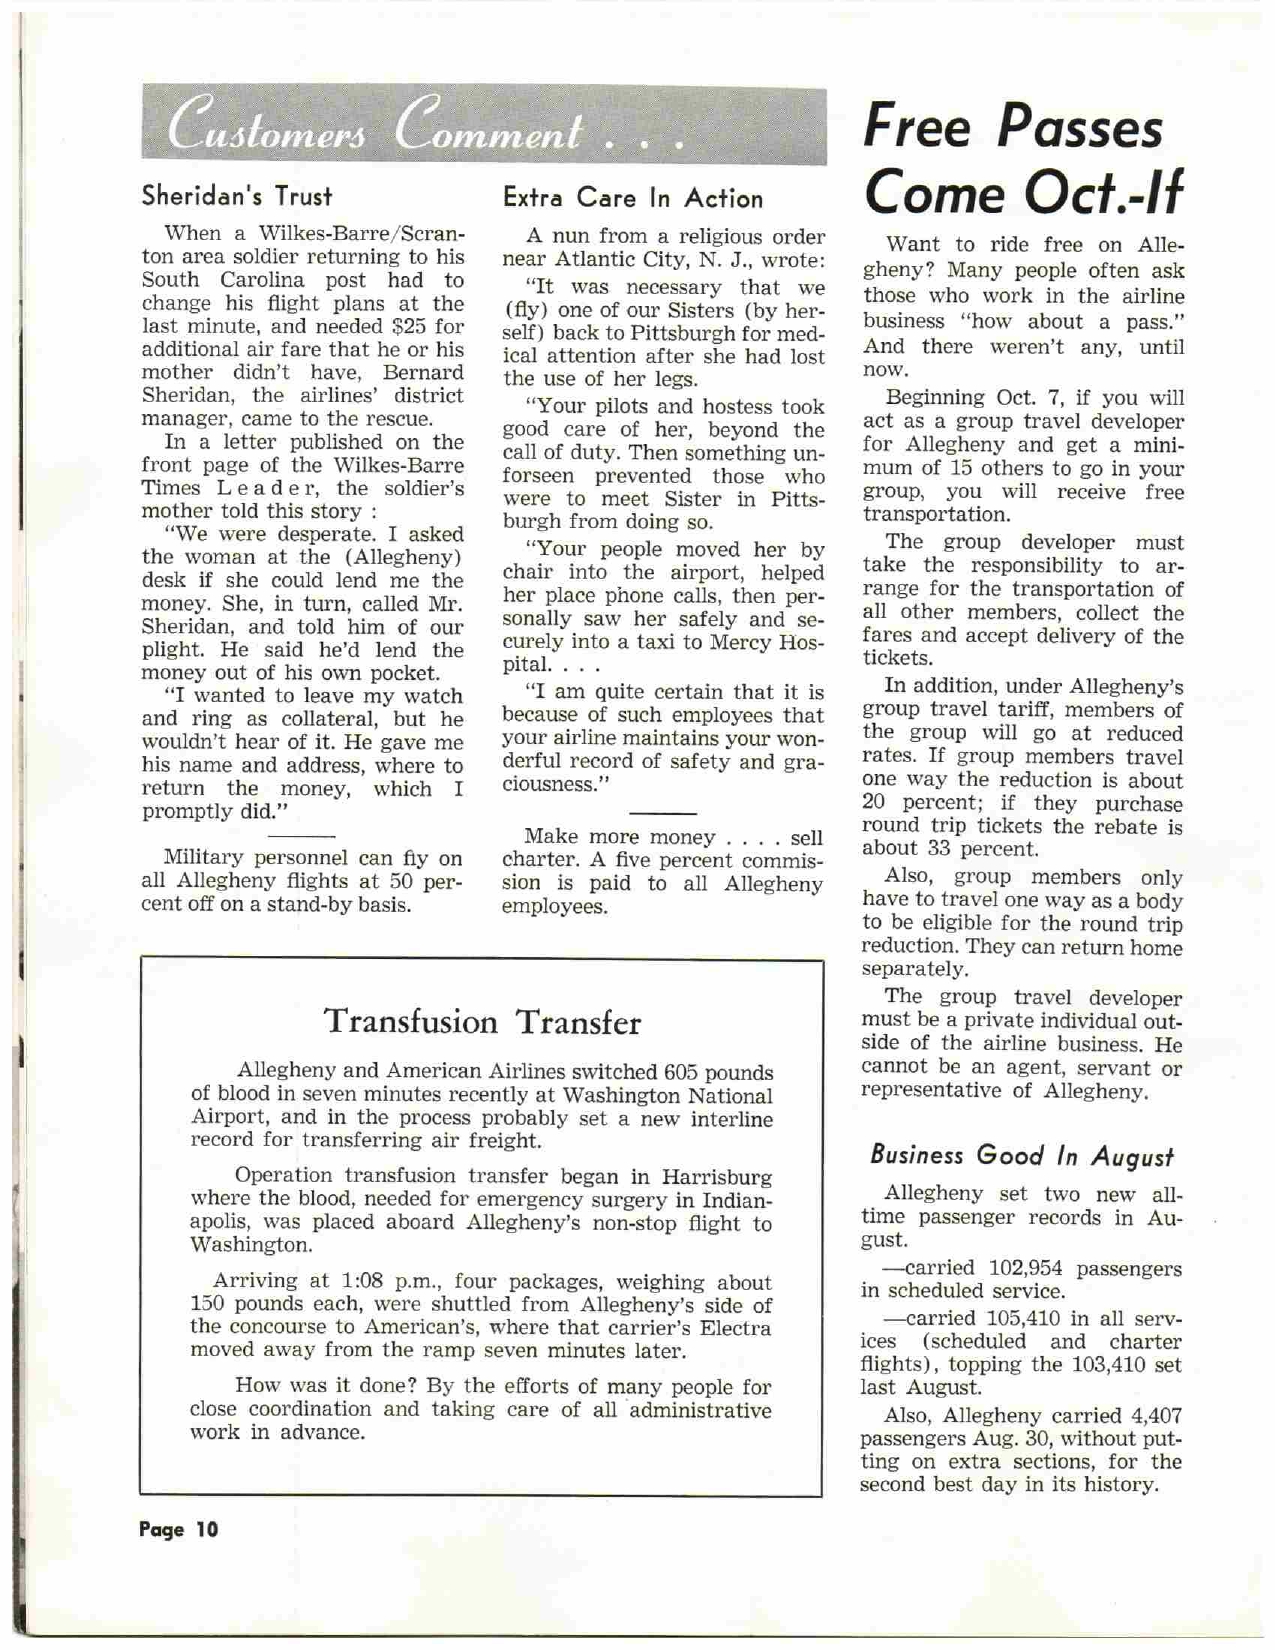 Customers Comment . . .
Sheridan's Trust
When a Wilkes-Barre/Scran-
ton area soldier returning to his
South Carolina post had to
change his flight plans at the
last minute, and needed $25 for
additional air fare that he or his
mother didn't have, Bernard
Sheridan, the airlines' district
manager, came to the rescue.
In a letter published on the
front page of the Wilkes-Barre
Times Leader, the soldier's
mother told this story :
"We were desperate. I asked
the woman at the (Allegheny)
desk if she could lend me the
money. She, in turn, called Mr.
Sheridan, and told him of our
plight. He said he'd lend the
money out of his own pocket.
"I wanted to leave my watch
and ring as collateral, but he
wouldn't hear of it. He gave me
his name and address, where to
return the money, which I
promptly did."
Military personnel can fly on
all Allegheny flights at 50 per-
cent off on a stand-by basis.
Extra Care In Action
A nun from a religious order
near Atlantic City, N. J., wrote:
"It was necessary that we
(fly) one of our Sisters (by her-
self) back to Pittsburgh for med-
ical attention after she had lost
the use of her legs.
"Your pilots and hostess took
good care of her, beyond the
call of duty. Then something un-
forseen prevented those who
were to meet Sister in Pitts-
burgh from doing so.
"Your people moved her by
chair into the airport, helped
her place phone calls, then per-
sonally saw her safely and se-
curely into a taxi to Mercy Hos-
pital. . . .
"I am quite certain that it is
because of such employees that
your airline maintains your won-
derful record of safety and gra-
ciousness."
Make more money . . . . sell
charter. A five percent commis-
sion is paid to all Allegheny
employees.
Transfusion Transfer
Allegheny and American Airlines switched 605 pounds
of blood in seven minutes recently at Washington National
Airport, and in the process probably set a new interline
record for transferring air freight.
Operation transfusion transfer began in Harrisburg
where the blood, needed for emergency surgery in Indian-
apolis, was placed aboard Allegheny's non-stop flight to
Washington.
Arriving at 1:08 p.m., four packages, weighing about
150 pounds each, were shuttled from Allegheny's side of
the concourse to American's, where that carrier's Electra
moved away from the ramp seven minutes later.
How was it done? By the efforts of many people for
close coordination and taking care of all administrative
work in advance.
Free Passes
Come Oct.-If
Want to ride free on Alle-
gheny? Many people often ask
those who work in the airline
business "how about a pass."
And there weren't any, until
now.
Beginning Oct. 7, if you will
act as a group travel developer
for Allegheny and get a mini-
mum of 15 others to go in your
group, you will receive free
transportation.
The group developer must
take the responsibility to ar-
range for the transportation of
all other members, collect the
fares and accept delivery of the
tickets.
In addition, under Allegheny's
group travel tariff, members of
the group will go at reduced
rates. If group members travel
one way the reduction is about
20 percent; if they purchase
round trip tickets the rebate is
about 33 percent.
Also, group members only
have to travel one way as a body
to be eligible for the round trip
reduction. They can return home
separately.
The group travel developer
must be a private individual out-
side of the airline business. He
cannot be an agent, servant or
representative of Allegheny.
Business Good In August
Allegheny set two new all-
time passenger records in Au-
gust.
—carried 102,954 passengers
in scheduled service.
—carried 105,410 in all serv-
ices (scheduled and charter
flights), topping the 103,410 set
last August.
Also, Allegheny carried 4,407
passengers Aug. 30, without put-
ting on extra sections, for the
second best day in its history.
Page 10